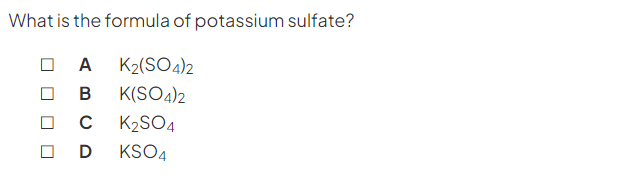 What is the formula of potassium sulfate?
A K₂(SO₄)₂
B K(SO₄)₂
C K₂SO₄
D KSO₄